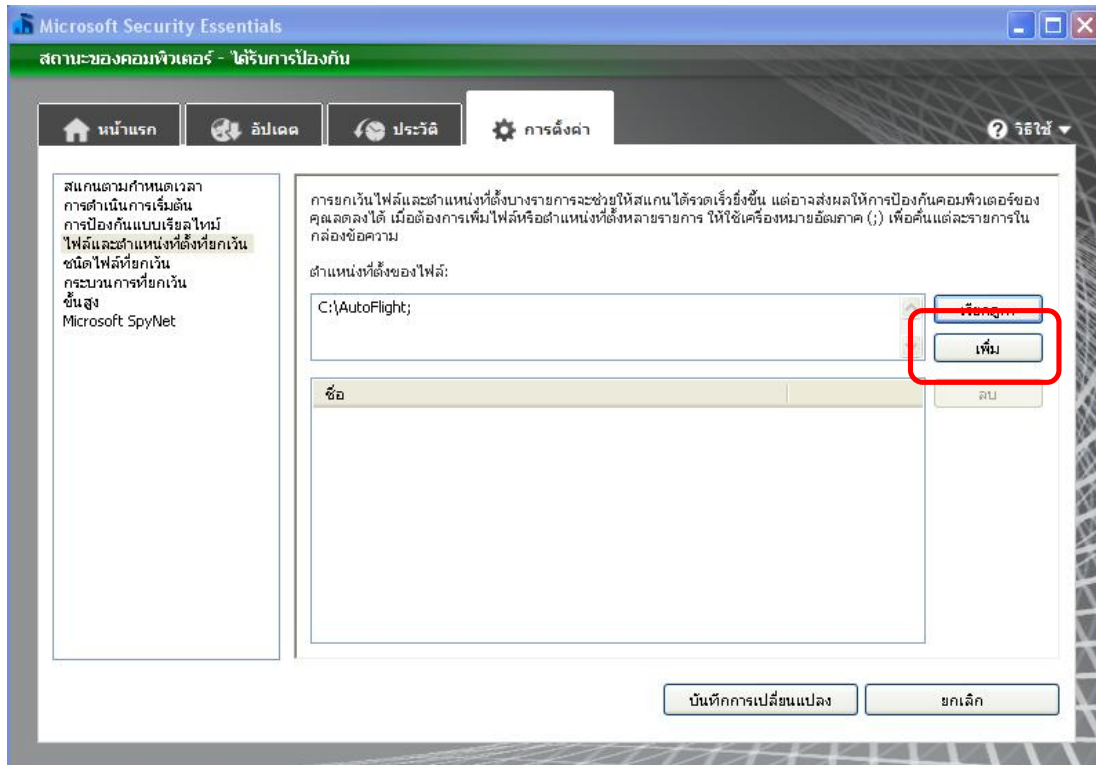 Microsoft Security Essentials
สถานะของคอมพิวเตอร์ - ได้รับการป้องกัน
หน้าแรก
อัปเดต
ประวัติ
การตั้งค่า
วิธีใช้
สแกนตามกำหนดเวลา
การดำเนินการเริ่มต้น
การป้องกันแบบเรียลไทม์
ไฟล์และตำแหน่งที่ตั้งที่ยกเว้น
ชนิดไฟล์ที่ยกเว้น
กระบวนการที่ยกเว้น
ขั้นสูง
Microsoft SpyNet
การยกเว้นไฟล์และตำแหน่งที่ตั้งบางรายการจะช่วยให้สแกนได้รวดเร็วยิ่งขึ้น แต่อาจส่งผลให้การป้องกันคอมพิวเตอร์ของ
คุณลดลงได้ เมื่อต้องการเพิ่มไฟล์หรือตำแหน่งที่ตั้งหลายรายการ ให้ใช้เครื่องหมายอัฒภาค (;) เพื่อคั่นแต่ละรายการใน
กล่องข้อความ
ตำแหน่งที่ตั้งของไฟล์:
C:\AutoFlight;
เรียกดู...
เพิ่ม
ชื่อ
ลบ
บันทึกการเปลี่ยนแปลง
ยกเลิก